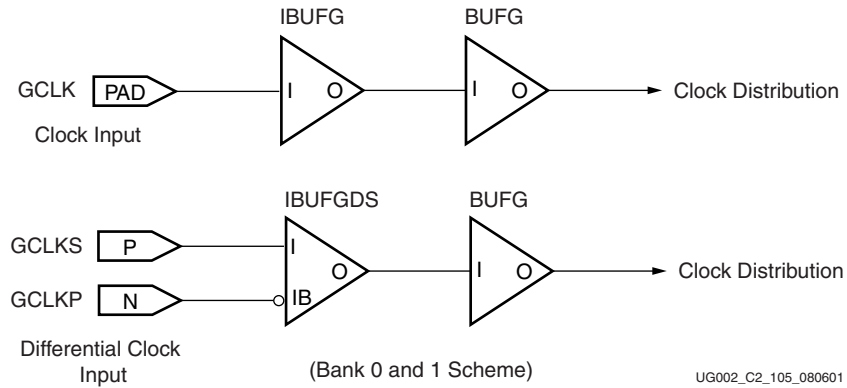 IBUFG
BUFG
GCLK
PAD
I
O
I
O
Clock Distribution
Clock Input
IBUFGDS
BUFG
GCLKS
P
I
O
I
O
Clock Distribution
GCLKP
N
IB
Differential Clock
Input
(Bank 0 and 1 Scheme)
UG002_C2_105_080601